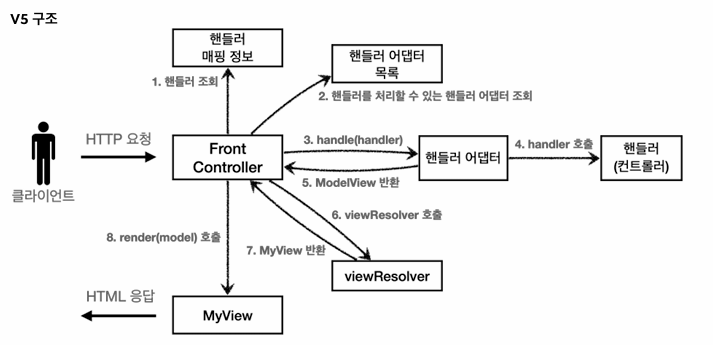 V5 구조
핸들러
매핑 정보
핸들러 어댑터
목록
1. 핸들러 조회
2. 핸들러를 처리할 수 있는 핸들러 어댑터 조회
HTTP 요청
Front
Controller
3. handle(handler)
핸들러 어댑터
4. handler 호출
핸들러
(컨트롤러)
클라이언트
5. ModelView 반환
6. viewResolver 호출
8. render(model) 호출
7. MyView 반환
viewResolver
HTML 응답
MyView